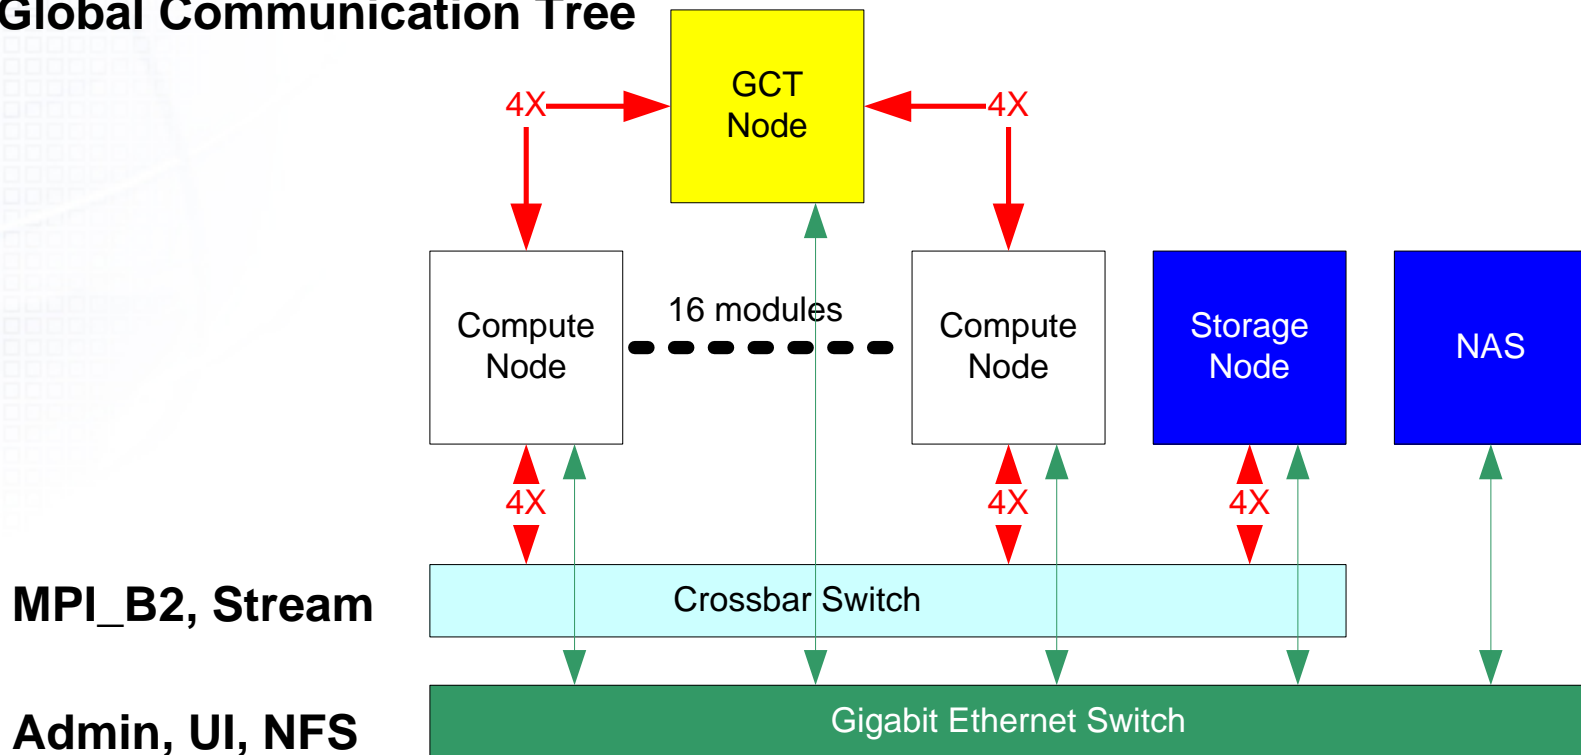 Global Communication Tree
GCT
Node
4X
4X
Compute
Node
16 modules
Compute
Node
Storage
Node
NAS
4X
4X
4X
MPI_B2, Stream
Crossbar Switch
Admin, UI, NFS
Gigabit Ethernet Switch